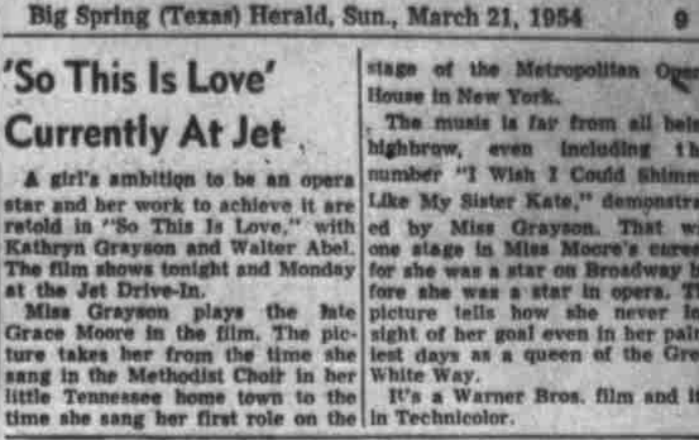 Big Spring (Texas) Herald, Sun., March 21, 1954 9
'So This Is Love'
Currently At Jet
A girl's ambition to be an opera
star and her work to achieve it are
retold in "So This Is Love," with
Kathryn Grayson and Walter Abel.
The film shows tonight and Monday
at the Jet Drive-In.
Miss Grayson plays the late
Grace Moore in the film. The pic-
ture takes her from the time she
sang in the Methodist Choir in her
little Tennessee home town to the
time she sang her first role on the
stage of the Metropolitan
House in New York.
The music is far from all
highbrow, even including
number "I Wish I Could
Like My Sister Kate,"
ed by Miss Grayson. That
one stage in Miss Moore's
for she was a star on Broadway
fore she was a star in opera.
picture tells how she never
sight of her goal even in her
iest days as a queen of the
White Way.
It's a Warner Bros. film and
in Technicolor.